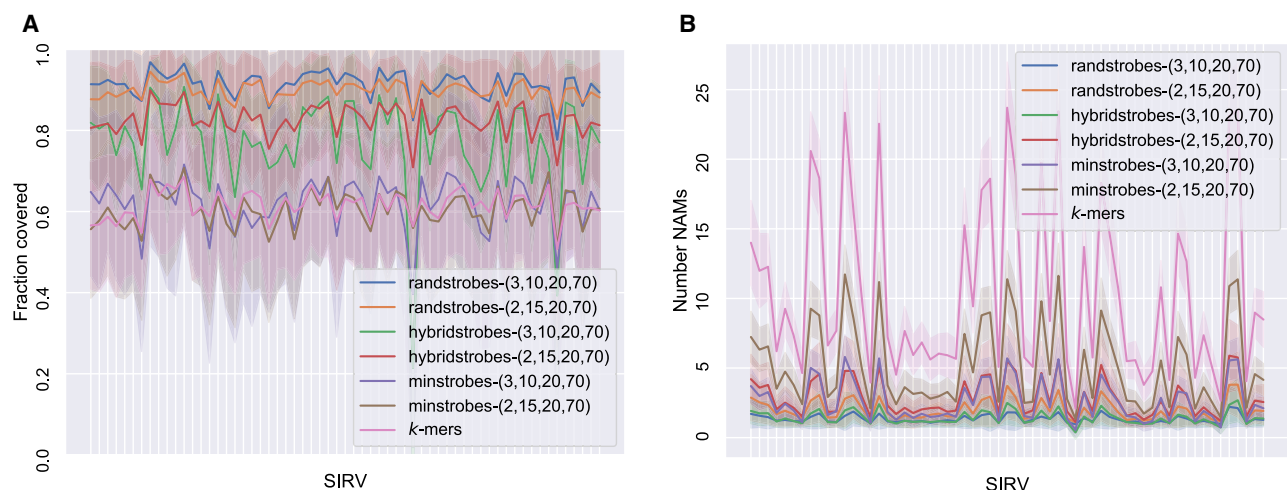 A
Fraction covered
1.0
0.8
0.6
0.4
0.2
0.0
randstrobes-(3,10,20,70)
randstrobes-(2,15,20,70)
hybridstrobes-(3,10,20,70)
hybridstrobes-(2,15,20,70)
minstrobes-(3,10,20,70)
minstrobes-(2,15,20,70)
k-mers
SIRV
B
Number NAMs
25
20
15
10
5
0
randstrobes-(3,10,20,70)
randstrobes-(2,15,20,70)
hybridstrobes-(3,10,20,70)
hybridstrobes-(2,15,20,70)
minstrobes-(3,10,20,70)
minstrobes-(2,15,20,70)
k-mers
SIRV